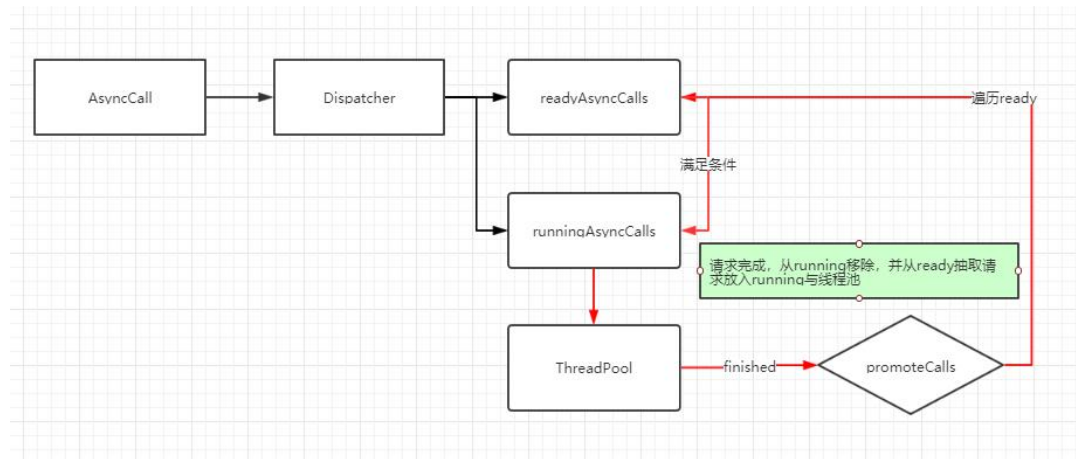 AsyncCall
Dispatcher
readyAsyncCalls
遍历ready
满足条件
runningAsyncCalls
请求完成，从running移除，并从ready抽取请
求放入running与线程池
ThreadPool
finished
promoteCalls